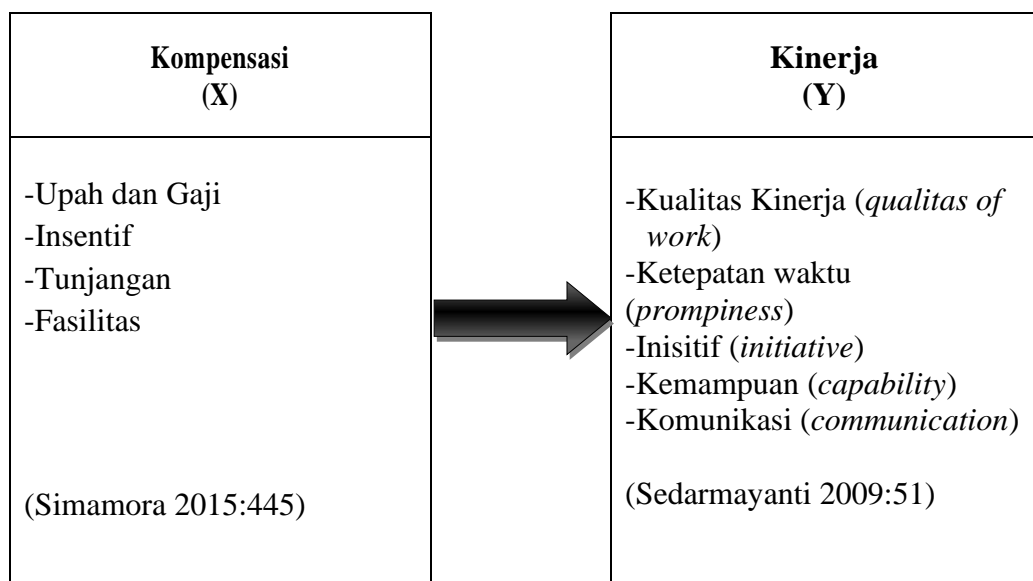 Kompensasi
(X)
-Upah dan Gaji
-Insentif
-Tunjangan
-Fasilitas
(Simamora 2015:445)
Kinerja
(Y)
-Kualitas Kinerja (qualitas of
work)
-Ketepatan waktu
(prompiness)
-Inisitif (initiative)
-Kemampuan (capability)
-Komunikasi (communication)
(Sedarmayanti 2009:51)